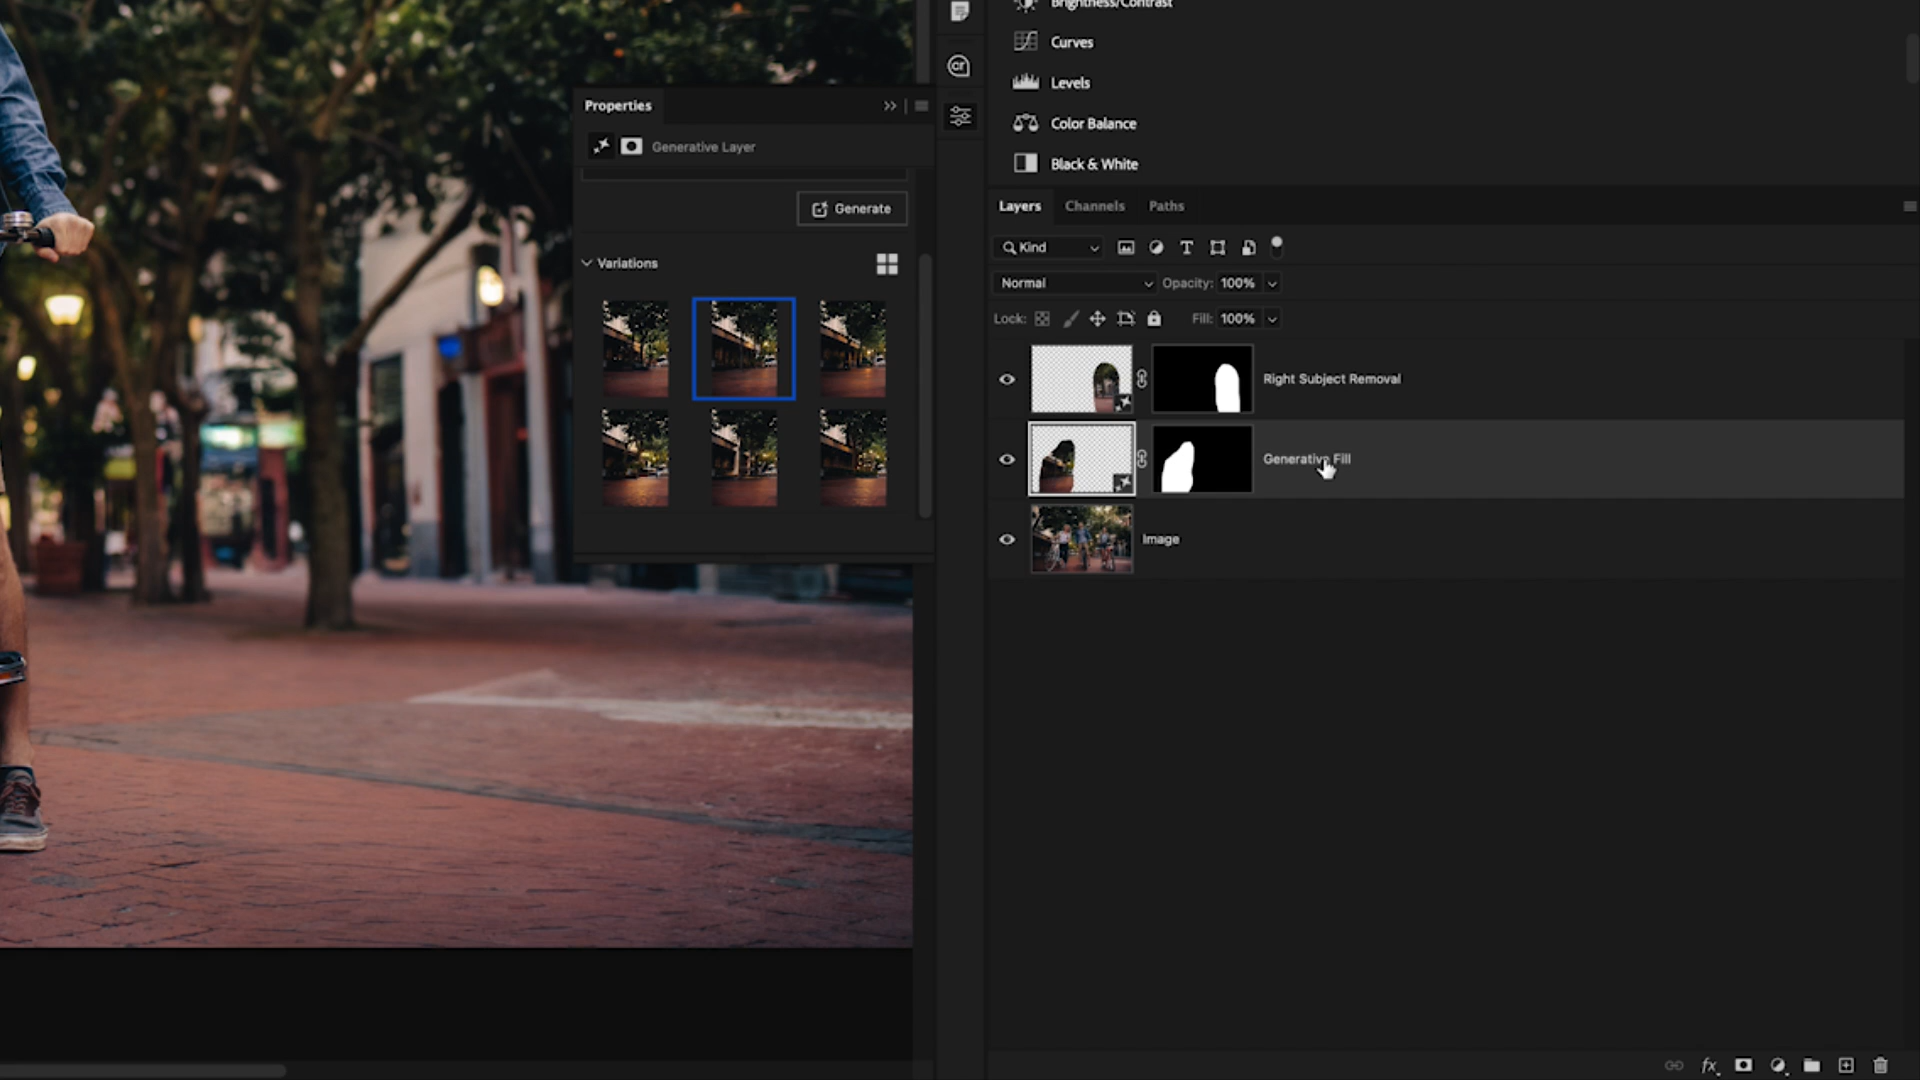 Brightness/Contrast
Curves
Levels
Color Balance
Black & White
Properties
Generative Layer
Generate
Variations
Layers
Channels
Paths
Kind
Normal
Opacity: 100%
Lock:
Fill: 100%
Right Subject Removal
Generative Fill
Image
fx